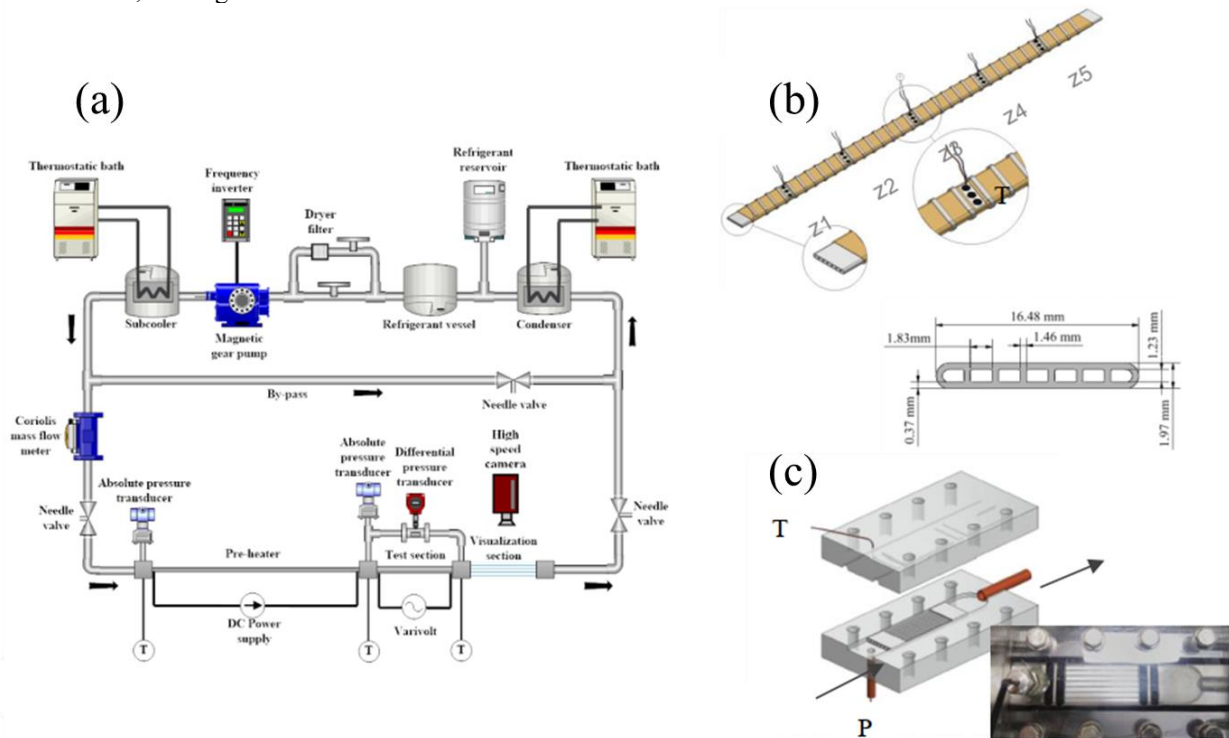 (a)
Thermostatic bath
Frequency
inverter
Refrigerant
reservoir
Thermostatic bath
Dryer
filter
Subcooler
Magnetic
gear pump
Refrigerant vessel
Condenser
By-pass
Needle valve
Coriolis
mass flow
meter
Absolute pressure
transducer
Absolute
pressure
transducer
Differential
pressure
transducer
High
speed
camera
Needle
valve
Needle
valve
Pre-heater
Test section
Visualization
section
DC Power
supply
Varivolt
T
T
T
(b)
Z5
Z4
Z3
T
Z2
Z1
16.48 mm
1.83mm
1.46 mm
1.23 mm
0.37 mm
1.97 mm
(c)
T
P